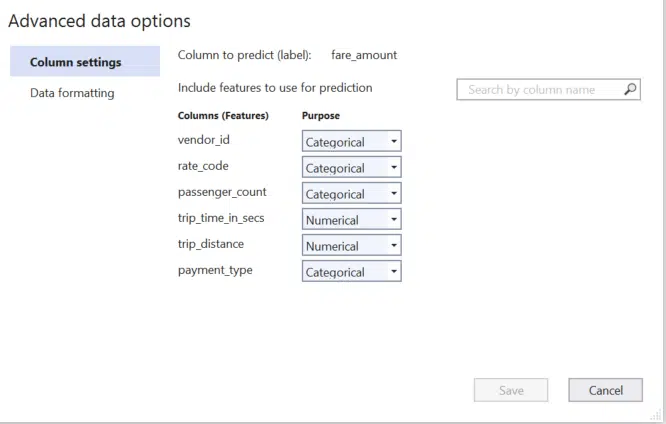 Advanced data options
Column settings
Data formatting
Column to predict (label): fare_amount
Include features to use for prediction
Search by column name
Columns (Features) Purpose
vendor_id Categorical
rate_code Categorical
passenger_count Categorical
trip_time_in_secs Numerical
trip_distance Numerical
payment_type Categorical
Save Cancel